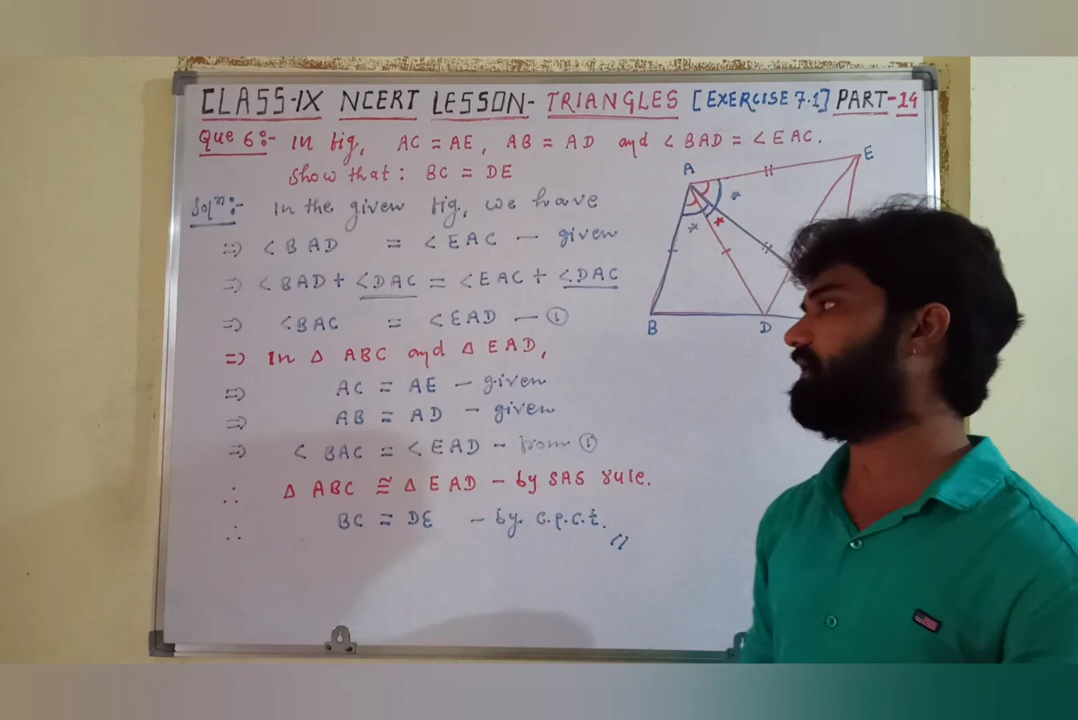 CLASS-IX NCERT LESSON- TRIANGLES [EXERCISE 7.1] PART-14
Que 6:- In fig, AC = AE, AB = AD and <BAD = <EAC.
Show that: BC = DE
Solⁿ:- In the given fig, we have
=> <BAD = <EAC — given
=> <BAD + <DAC = <EAC + <DAC
=> <BAC = <EAD — ①
=> In Δ ABC and Δ EAD,
=> AC = AE — given
=> AB = AD — given
=> <BAC = <EAD - from ①
∴ Δ ABC ≅ Δ EAD - by SAS rule.
∴ BC = DE - by c.p.c.t.
A
E
B
D